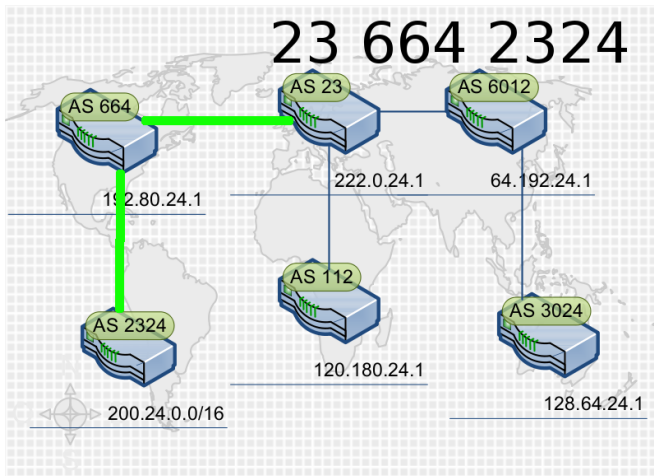 23 664 2324
AS 664
AS 23
AS 6012
192.80.24.1
222.0.24.1
64.192.24.1
AS 2324
AS 112
AS 3024
200.24.0.0/16
120.180.24.1
128.64.24.1